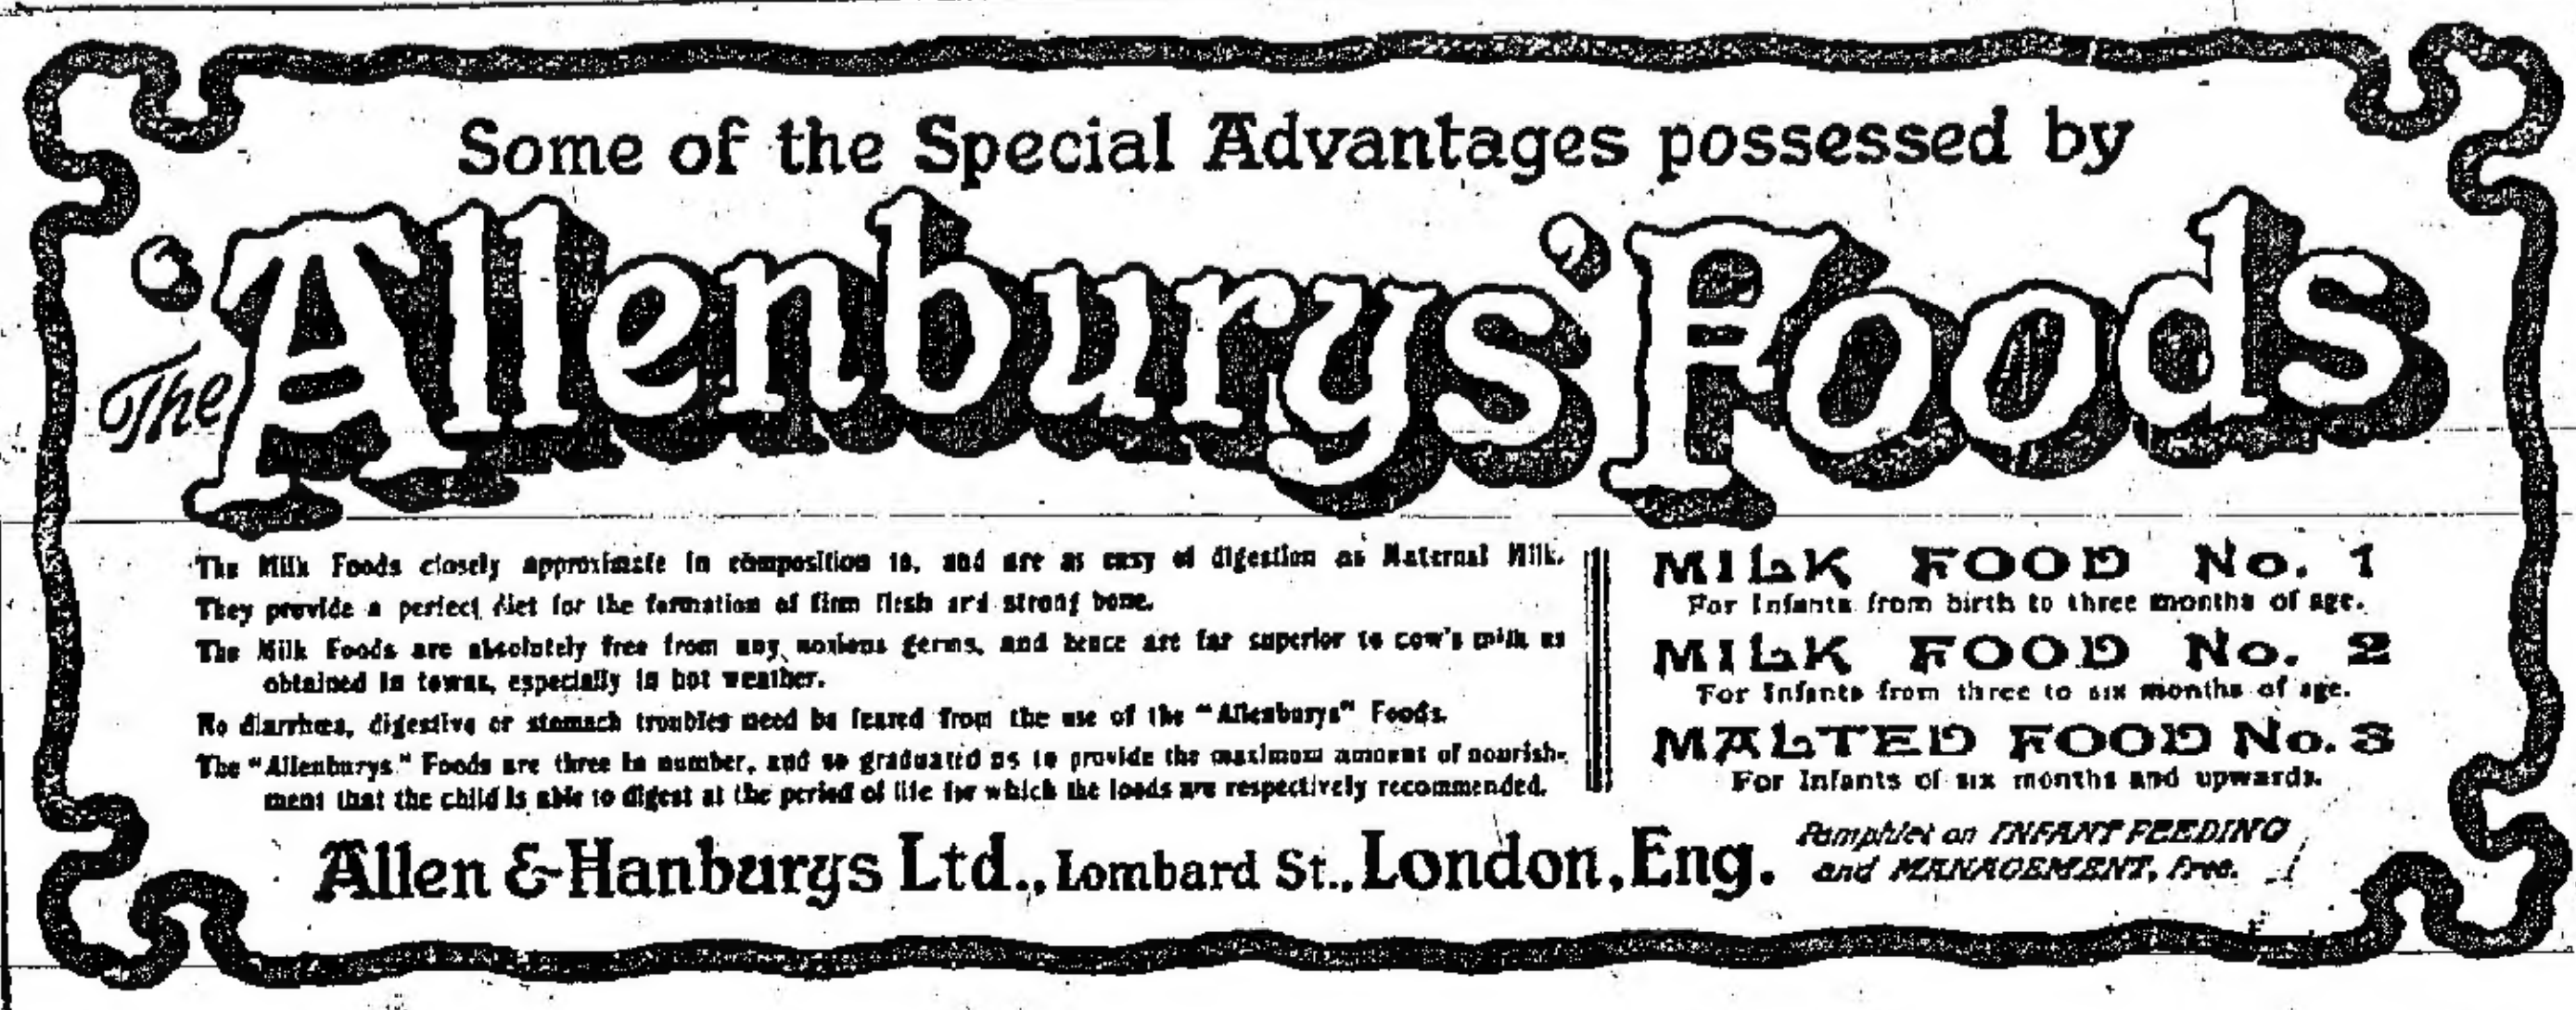 Some of the Special Advantages possessed by
The 'Allenburys' Foods
The Milk Foods closely approximate in composition to, and are as easy of digestion as Maternal Milk.
They provide a perfect diet for the formation of firm flesh and strong bone.
The Milk Foods are absolutely free from any noxious germs, and hence are far superior to cow's milk as
obtained in towns, especially in hot weather.
No diarrhœa, digestive or stomach troubles need be feared from the use of the "Allenburys" Foods.
The "Allenburys" Foods are three in number, and so graduated as to provide the maximum amount of nourish-
ment that the child is able to digest at the period of life for which the foods are respectively recommended.
MILK FOOD No. 1
For Infants from birth to three months of age.
MILK FOOD No. 2
For Infants from three to six months of age.
MALTED FOOD No. 3
For Infants of six months and upwards.
Allen & Hanburys Ltd., Lombard St., London, Eng.
Pamphlet on INFANT FEEDING
and MANAGEMENT, free.